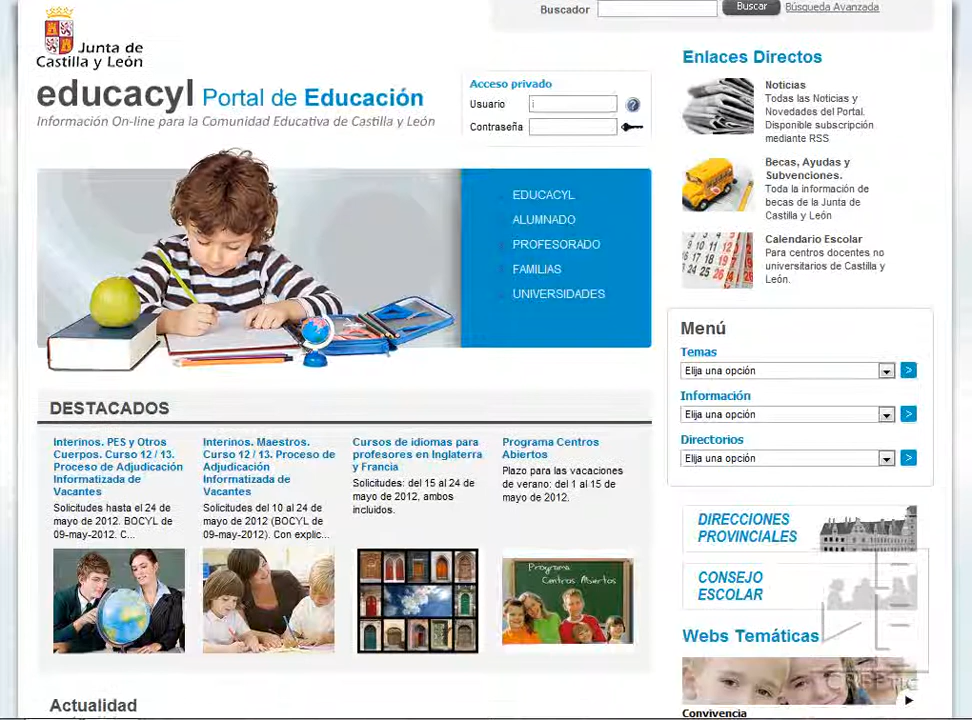 Buscador
Buscar
Búsqueda Avanzada
Junta de
Castilla y León
educacyl Portal de Educación
Información On-line para la Comunidad Educativa de Castilla y León
Acceso privado
Usuario
Contraseña
EDUCACYL
ALUMNADO
PROFESORADO
FAMILIAS
UNIVERSIDADES
Enlaces Directos
Noticias
Todas las Noticias y
Novedades del Portal.
Disponible subscripción
mediante RSS
Becas, Ayudas y
Subvenciones.
Toda la información de
becas de la Junta de
Castilla y León
Calendario Escolar
Para centros docentes no
universitarios de Castilla y
León.
Menú
Temas
Elija una opción
>
Información
Elija una opción
>
Directorios
Elija una opción
>
DESTACADOS
Interinos. PES y Otros
Cuerpos. Curso 12 / 13.
Proceso de Adjudicación
Informatizada de
Vacantes
Solicitudes hasta el 24 de
mayo de 2012. BOCYL de
09-may-2012. C...
Interinos. Maestros.
Curso 12 / 13. Proceso de
Adjudicación
Informatizada de
Vacantes
Solicitudes del 10 al 24 de
mayo de 2012 (BOCYL de
09-may-2012). Con explic...
Cursos de idiomas para
profesores en Inglaterra
y Francia
Solicitudes: del 15 al 24 de
mayo de 2012, ambos
incluidos.
Programa Centros
Abiertos
Plazo para las vacaciones
de verano: del 1 al 15 de
mayo de 2012.
Programa
Centros Abiertos
DIRECCIONES
PROVINCIALES
CONSEJO
ESCOLAR
Webs Temáticas
Convivencia
Actualidad